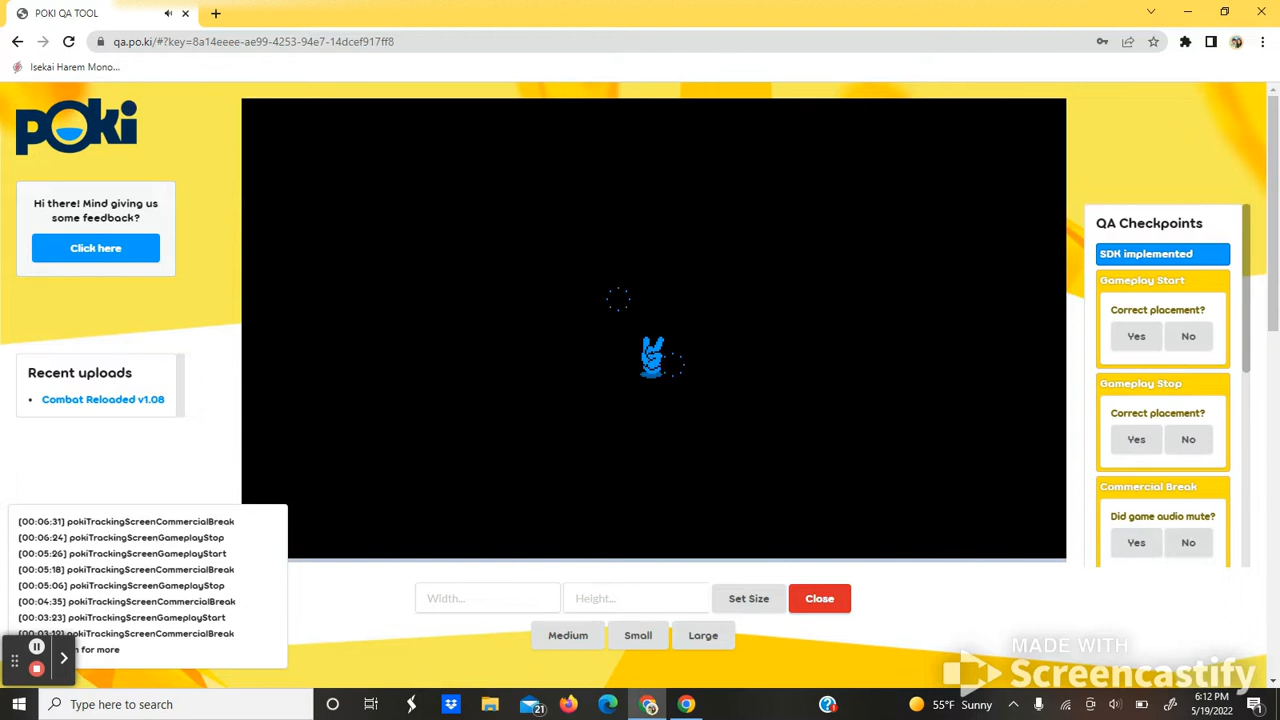 POKI QA TOOL
qa.po.ki/#?key=8a14eeee-ae99-4253-94e7-14dcef917ff8
Isekai Harem Mono...
poki
Hi there! Mind giving us
some feedback?
Click here
Recent uploads
Combat Reloaded v1.08
[00:06:31] pokiTrackingScreenCommercialBreak
[00:06:24] pokiTrackingScreenGameplayStop
[00:05:26] pokiTrackingScreenGameplayStart
[00:05:18] pokiTrackingScreenCommercialBreak
[00:05:06] pokiTrackingScreenGameplayStop
[00:04:35] pokiTrackingScreenCommercialBreak
[00:03:23] pokiTrackingScreenGameplayStart
[00:03:19] pokiTrackingScreenCommercialBreak
for more
QA Checkpoints
SDK implemented
Gameplay Start
Correct placement?
Yes No
Gameplay Stop
Correct placement?
Yes No
Commercial Break
Did game audio mute?
Yes No
Width... Height... Set Size Close
Medium Small Large
MADE WITH
Screencastify
Type here to search
21
55°F Sunny
6:12 PM
5/19/2022